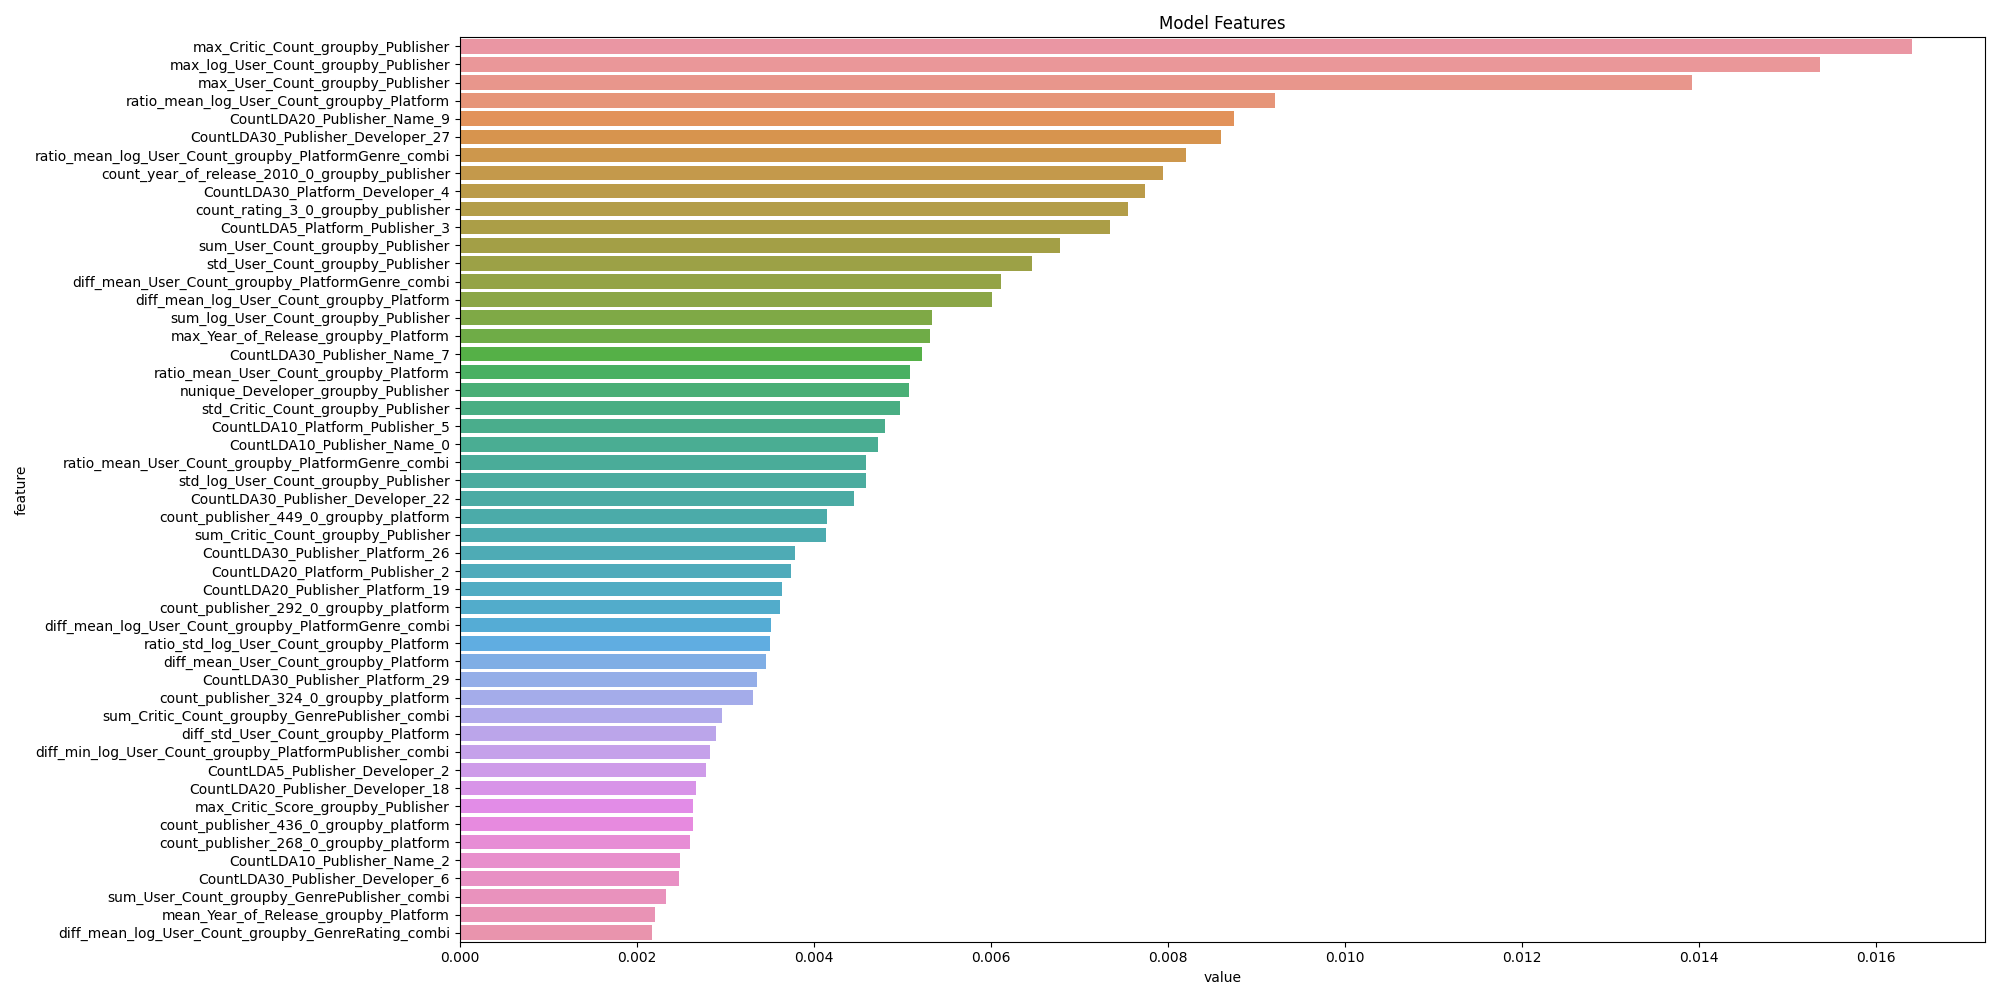 Model Features
max_Critic_Count_groupby_Publisher
max_log_User_Count_groupby_Publisher
max_User_Count_groupby_Publisher
ratio_mean_log_User_Count_groupby_Platform
CountLDA20_Publisher_Name_9
CountLDA30_Publisher_Developer_27
ratio_mean_log_User_Count_groupby_PlatformGenre_combi
count_year_of_release_2010_0_groupby_publisher
CountLDA30_Platform_Developer_4
count_rating_3_0_groupby_publisher
CountLDA5_Platform_Publisher_3
sum_User_Count_groupby_Publisher
std_User_Count_groupby_Publisher
diff_mean_User_Count_groupby_PlatformGenre_combi
diff_mean_log_User_Count_groupby_Platform
sum_log_User_Count_groupby_Publisher
max_Year_of_Release_groupby_Platform
CountLDA30_Publisher_Name_7
ratio_mean_User_Count_groupby_Platform
nunique_Developer_groupby_Publisher
std_Critic_Count_groupby_Publisher
CountLDA10_Platform_Publisher_5
CountLDA10_Publisher_Name_0
ratio_mean_User_Count_groupby_PlatformGenre_combi
std_log_User_Count_groupby_Publisher
CountLDA30_Publisher_Developer_22
count_publisher_449_0_groupby_platform
sum_Critic_Count_groupby_Publisher
CountLDA30_Publisher_Platform_26
CountLDA20_Platform_Publisher_2
CountLDA20_Publisher_Platform_19
count_publisher_292_0_groupby_platform
diff_mean_log_User_Count_groupby_PlatformGenre_combi
ratio_std_log_User_Count_groupby_Platform
diff_mean_User_Count_groupby_Platform
CountLDA30_Publisher_Platform_29
count_publisher_324_0_groupby_platform
sum_Critic_Count_groupby_GenrePublisher_combi
diff_std_User_Count_groupby_Platform
diff_min_log_User_Count_groupby_PlatformPublisher_combi
CountLDA5_Publisher_Developer_2
CountLDA20_Publisher_Developer_18
max_Critic_Score_groupby_Publisher
count_publisher_436_0_groupby_platform
count_publisher_268_0_groupby_platform
CountLDA10_Publisher_Name_2
CountLDA30_Publisher_Developer_6
sum_User_Count_groupby_GenrePublisher_combi
mean_Year_of_Release_groupby_Platform
diff_mean_log_User_Count_groupby_GenreRating_combi
feature
0.000 0.002 0.004 0.006 0.008 0.010 0.012 0.014 0.016
value